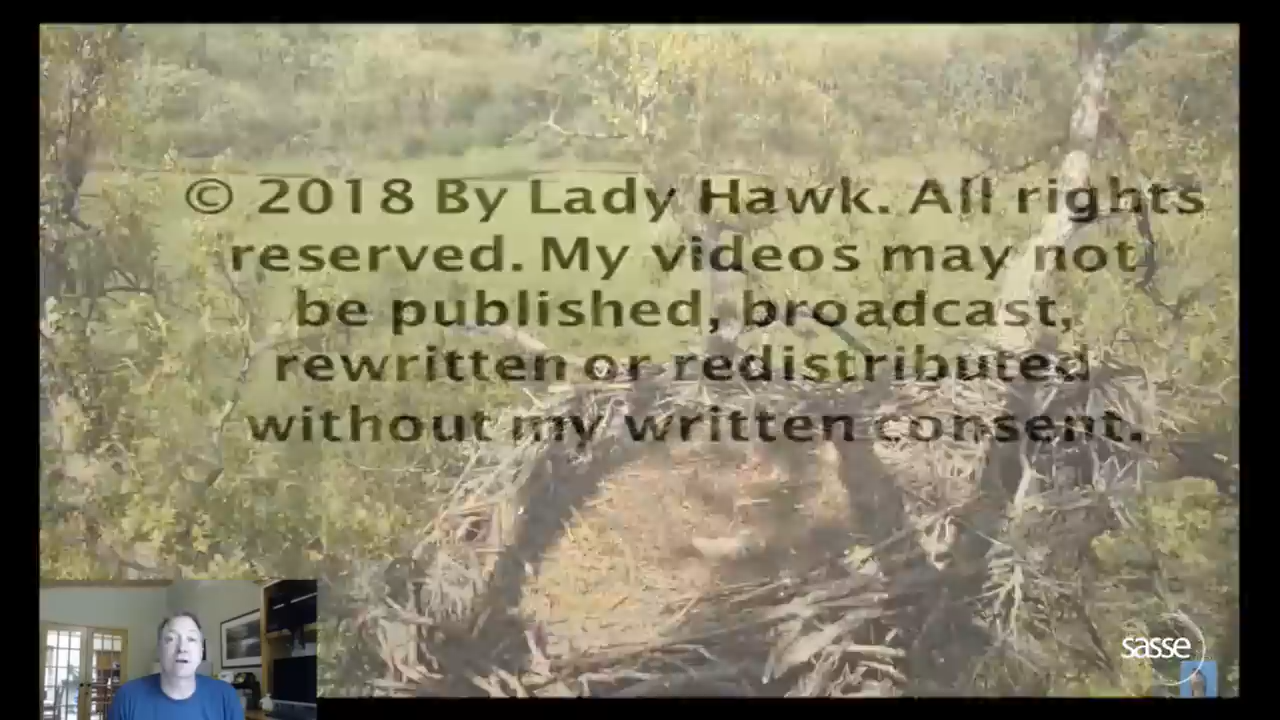 © 2018 By Lady Hawk. All rights
reserved. My videos may not
be published, broadcast,
rewritten or redistributed
without my written consent.
sasse